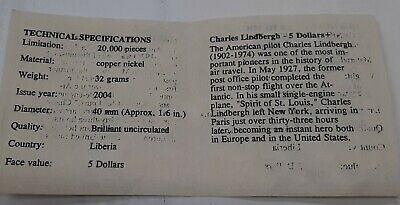 TECHNICAL SPECIFICATIONS
Limitation: 20,000 pieces
Material: copper nickel
Weight: 32 grams
Issue year: 2004
Diameter: 40 mm (Approx. 1.6 in.)
Quality: Brilliant uncirculated
Country: Liberia
Face value: 5 Dollars
Charles Lindbergh - 5 Dollars
The American pilot Charles Lindbergh
(1902-1974) was one of the most im-
portant pioneers in the history of
air travel. In May 1927, the former
post office pilot completed the
first non-stop flight over the At-
lantic. In his small single-engine
plane, "Spirit of St. Louis," Charles
Lindbergh left New York, arriving in
Paris just over thirty-three hours
later, becoming an instant hero both
in Europe and in the United States.